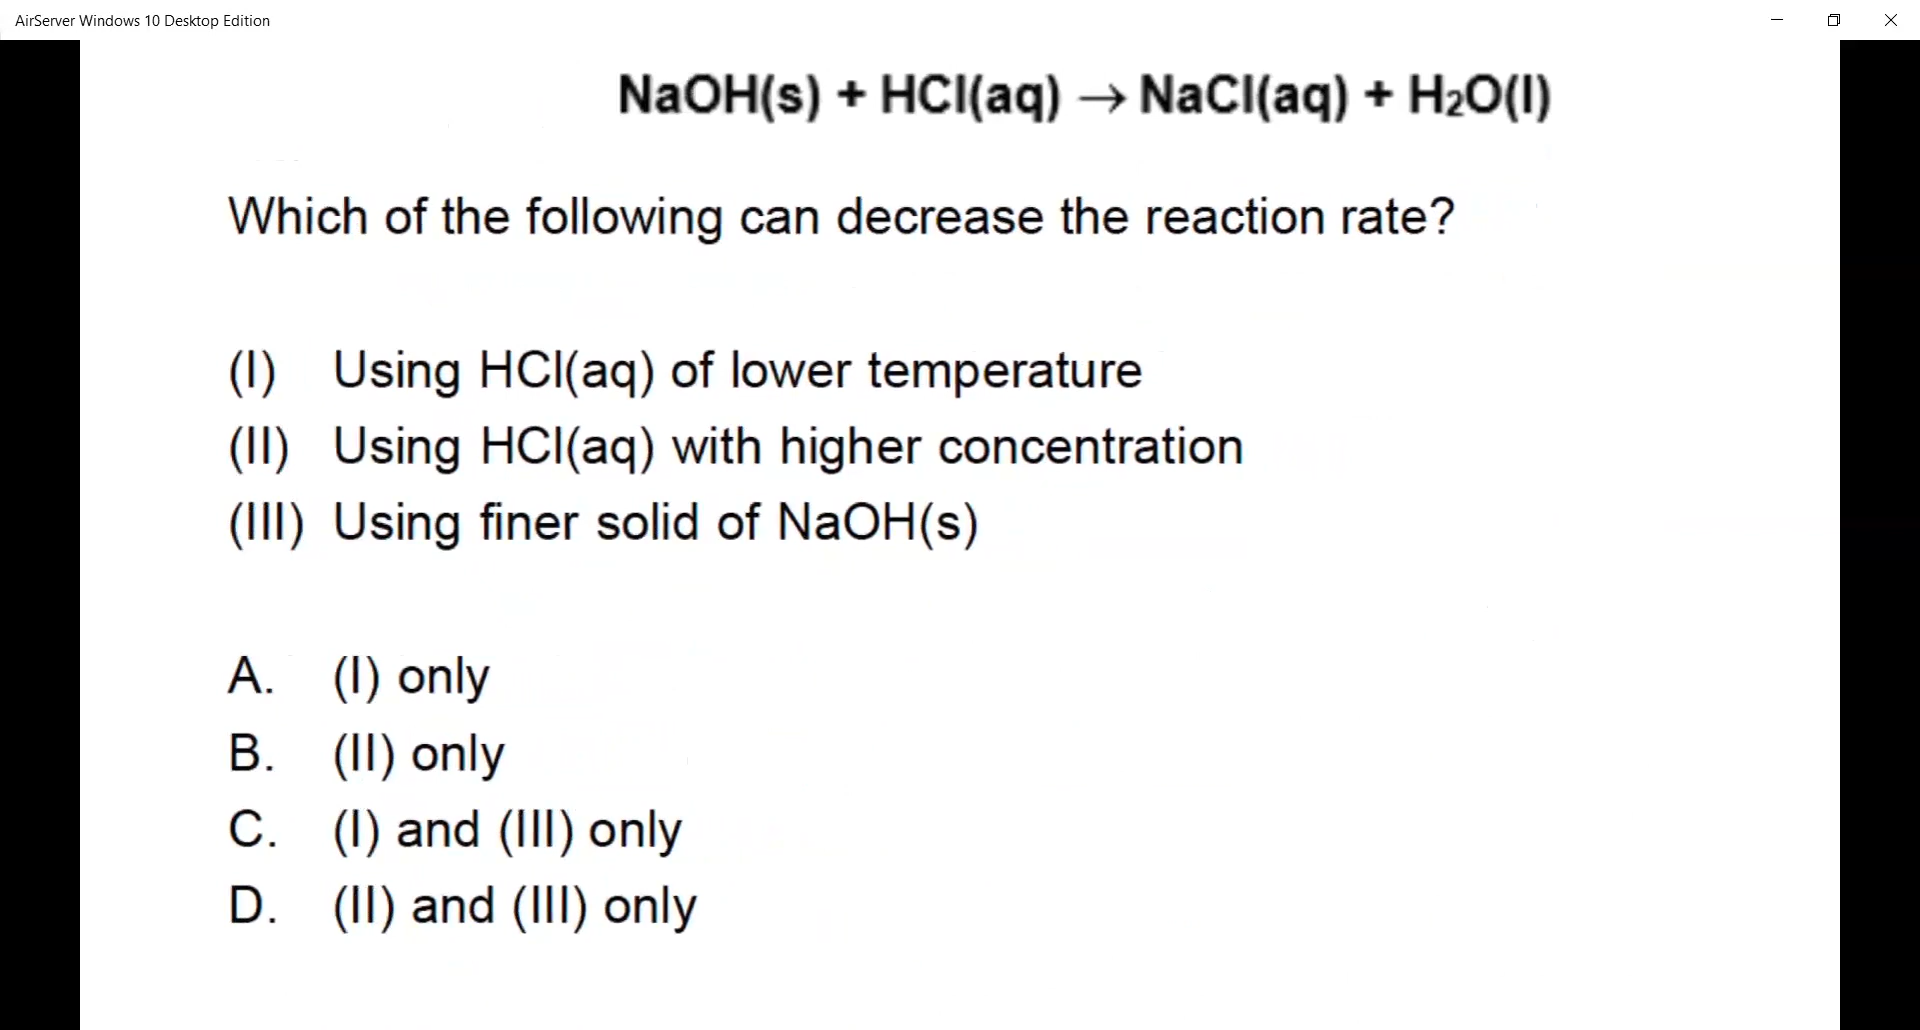 AirServer Windows 10 Desktop Edition
NaOH(s) + HCl(aq) → NaCl(aq) + H₂O(l)
Which of the following can decrease the reaction rate?
(I) Using HCl(aq) of lower temperature
(II) Using HCl(aq) with higher concentration
(III) Using finer solid of NaOH(s)
A. (I) only
B. (II) only
C. (I) and (III) only
D. (II) and (III) only